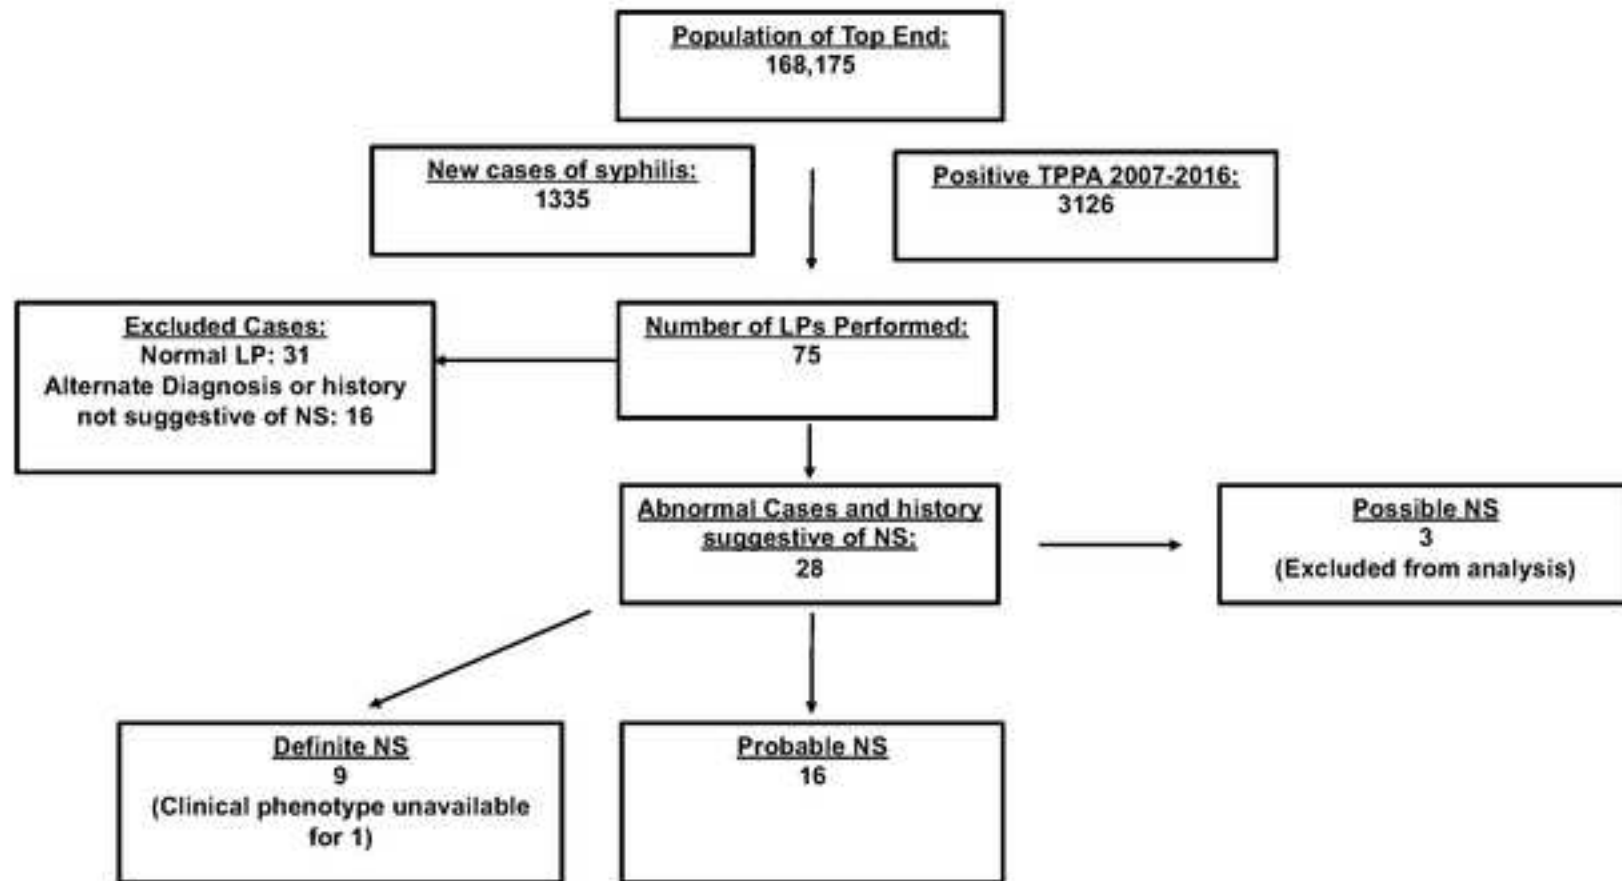 Population of Top End:
168,175
New cases of syphilis:
1335
Positive TPPA 2007-2016:
3126
Excluded Cases:
Normal LP: 31
Alternate Diagnosis or history
not suggestive of NS: 16
Number of LPs Performed:
75
Abnormal Cases and history
suggestive of NS:
28
Possible NS
3
(Excluded from analysis)
Definite NS
9
(Clinical phenotype unavailable
for 1)
Probable NS
16